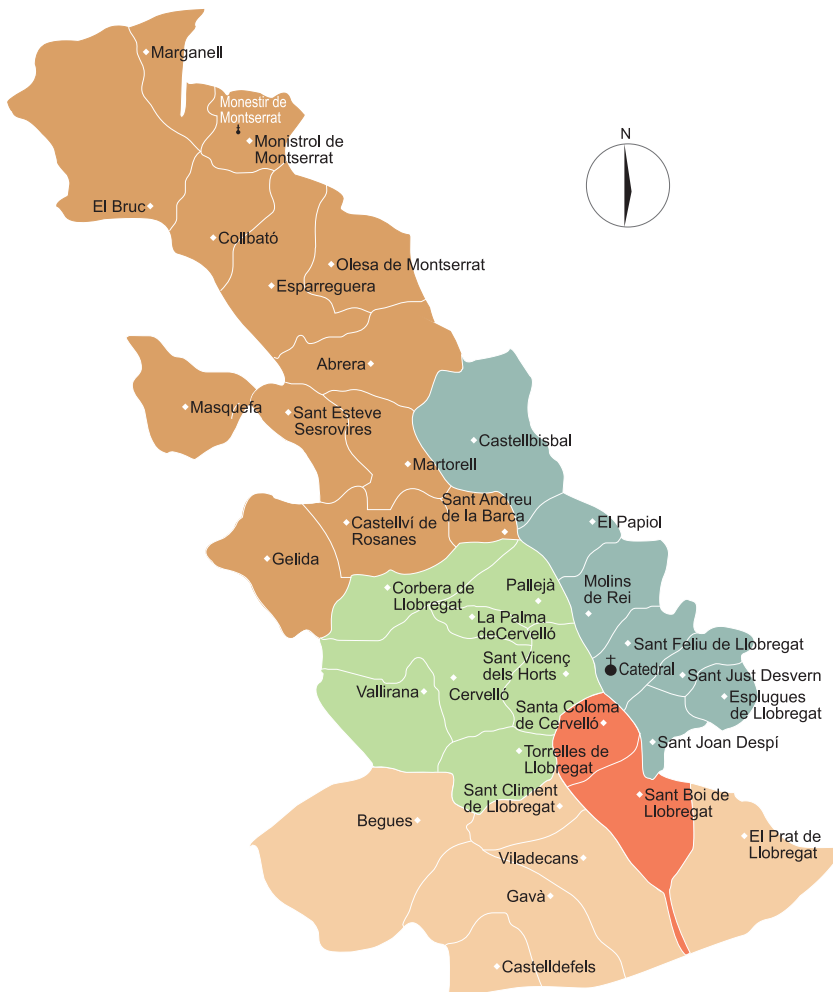 Marganell
Monestir de
Montserrat
N
Monistrol de
Montserrat
El Bruc
Collbató
Olesa de Montserrat
Esparreguera
Abrera
Masquefa
Sant Esteve
Sesrovires
Castellbisbal
Martorell
Sant Andreu
de la Barca
Castellví de
Rosanes
El Papiol
Gelida
Corbera de
Llobregat
Pallejà
Molins
de Rei
La Palma
deCervelló
Sant Feliu de Llobregat
Sant Vicenç
dels Horts
Catedral
Sant Just Desvern
Vallirana
Cervelló
Esplugues
de Llobregat
Santa Coloma
de Cervelló
Sant Joan Despí
Torrelles de
Llobregat
Sant Climent
de Llobregat
Sant Boi de
Llobregat
Begues
El Prat de
Llobregat
Viladecans
Gavà
Castelldefels